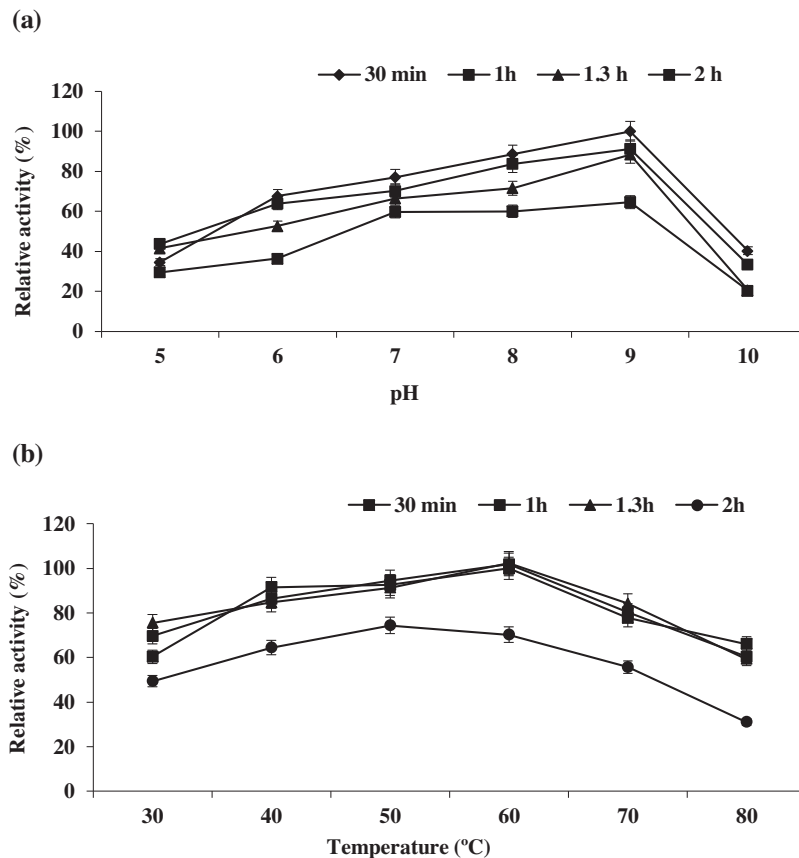 (a)
30 min 1h 1.3 h 2 h
120
100
80
60
40
20
0
Relative activity (%)
5 6 7 8 9 10
pH
(b)
30 min 1h 1.3h 2h
120
100
80
60
40
20
0
Relative activity (%)
30 40 50 60 70 80
Temperature (ºC)